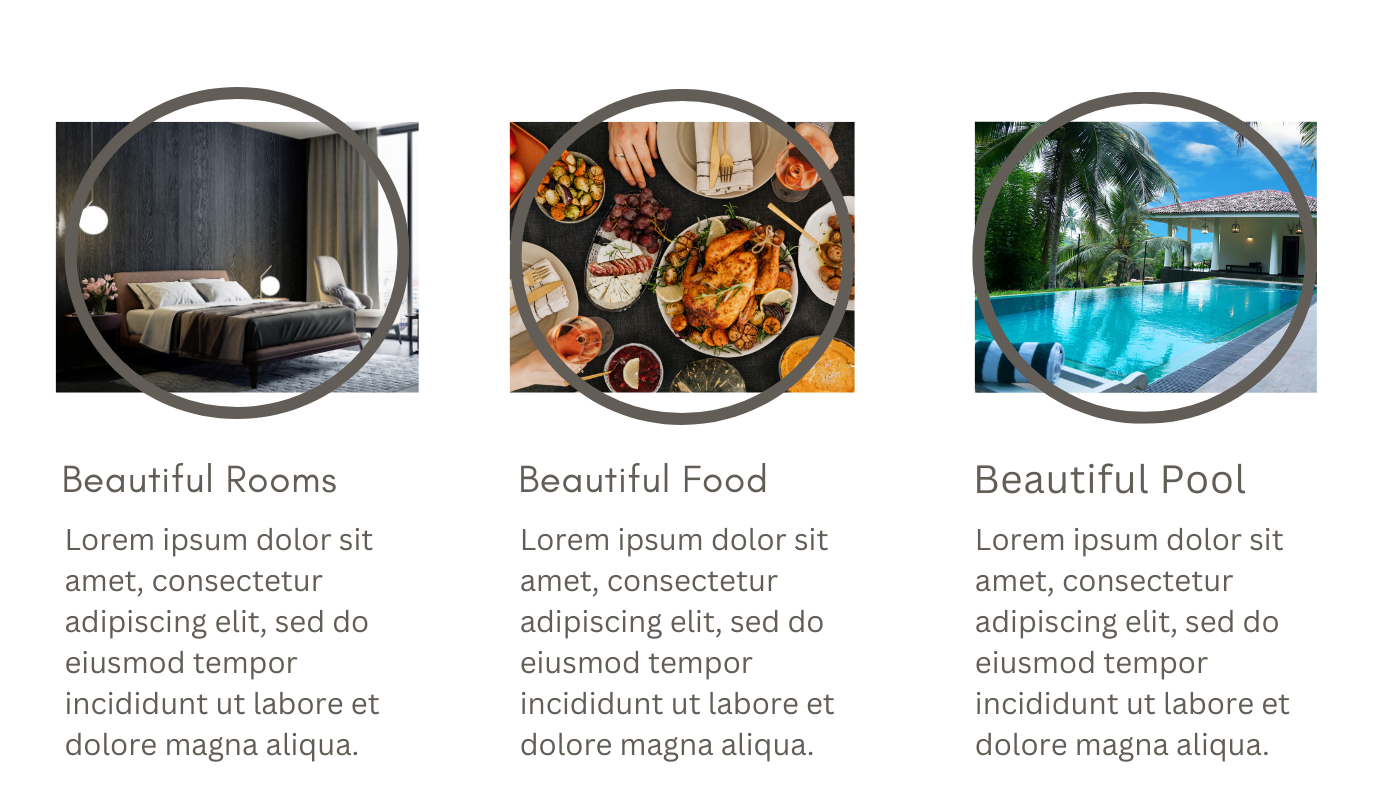 Beautiful Rooms
Lorem ipsum dolor sit
amet, consectetur
adipiscing elit, sed do
eiusmod tempor
incididunt ut labore et
dolore magna aliqua.
Beautiful Food
Lorem ipsum dolor sit
amet, consectetur
adipiscing elit, sed do
eiusmod tempor
incididunt ut labore et
dolore magna aliqua.
Beautiful Pool
Lorem ipsum dolor sit
amet, consectetur
adipiscing elit, sed do
eiusmod tempor
incididunt ut labore et
dolore magna aliqua.